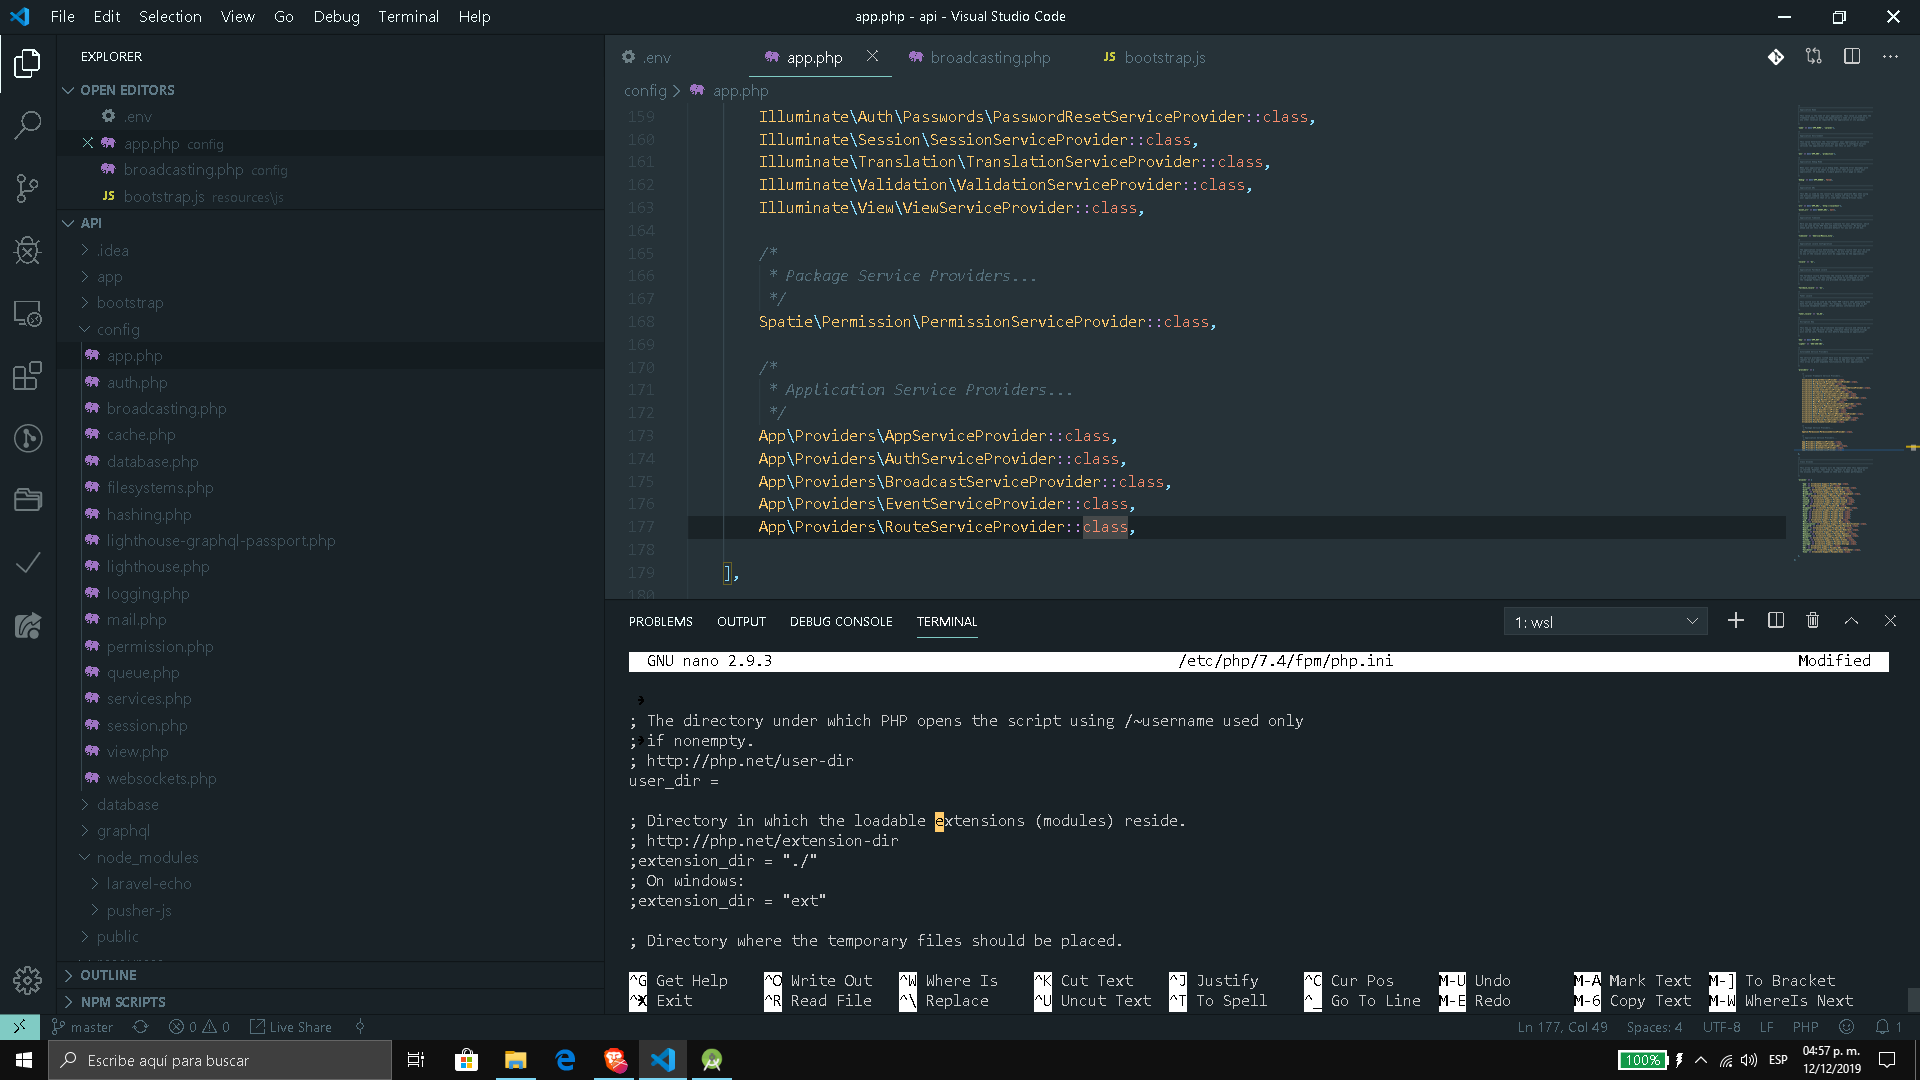 File Edit Selection View Go Debug Terminal Help
app.php - api - Visual Studio Code
EXPLORER
OPEN EDITORS
.env
app.php config
broadcasting.php config
JS bootstrap.js resources\js
API
.idea
app
bootstrap
config
app.php
auth.php
broadcasting.php
cache.php
database.php
filesystems.php
hashing.php
lighthouse-graphql-passport.php
lighthouse.php
logging.php
mail.php
permission.php
queue.php
services.php
session.php
view.php
websockets.php
database
graphql
node_modules
laravel-echo
pusher-js
public
OUTLINE
NPM SCRIPTS
.env app.php broadcasting.php JS bootstrap.js
config > app.php
159 Illuminate\Auth\Passwords\PasswordResetServiceProvider::class,
160 Illuminate\Session\SessionServiceProvider::class,
161 Illuminate\Translation\TranslationServiceProvider::class,
162 Illuminate\Validation\ValidationServiceProvider::class,
163 Illuminate\View\ViewServiceProvider::class,
164
165 /*
166 * Package Service Providers...
167 */
168 Spatie\Permission\PermissionServiceProvider::class,
169
170 /*
171 * Application Service Providers...
172 */
173 App\Providers\AppServiceProvider::class,
174 App\Providers\AuthServiceProvider::class,
175 App\Providers\BroadcastServiceProvider::class,
176 App\Providers\EventServiceProvider::class,
177 App\Providers\RouteServiceProvider::class,
178
179 ],
180
PROBLEMS OUTPUT DEBUG CONSOLE TERMINAL
1: wsl
GNU nano 2.9.3 /etc/php/7.4/fpm/php.ini Modified
; The directory under which PHP opens the script using /~username used only
; if nonempty.
; http://php.net/user-dir
user_dir =
; Directory in which the loadable extensions (modules) reside.
; http://php.net/extension-dir
;extension_dir = "./"
; On windows:
;extension_dir = "ext"
; Directory where the temporary files should be placed.
^G Get Help ^O Write Out ^W Where Is ^K Cut Text ^J Justify ^C Cur Pos M-U Undo M-A Mark Text M-] To Bracket
^X Exit ^R Read File ^\ Replace ^U Uncut Text ^T To Spell ^_ Go To Line M-E Redo M-6 Copy Text M-W WhereIs Next
master 0 0 Live Share
Ln 177, Col 49 Spaces: 4 UTF-8 LF PHP 1
Escribe aquí para buscar
100% ESP
04:57 p. m.
12/12/2019